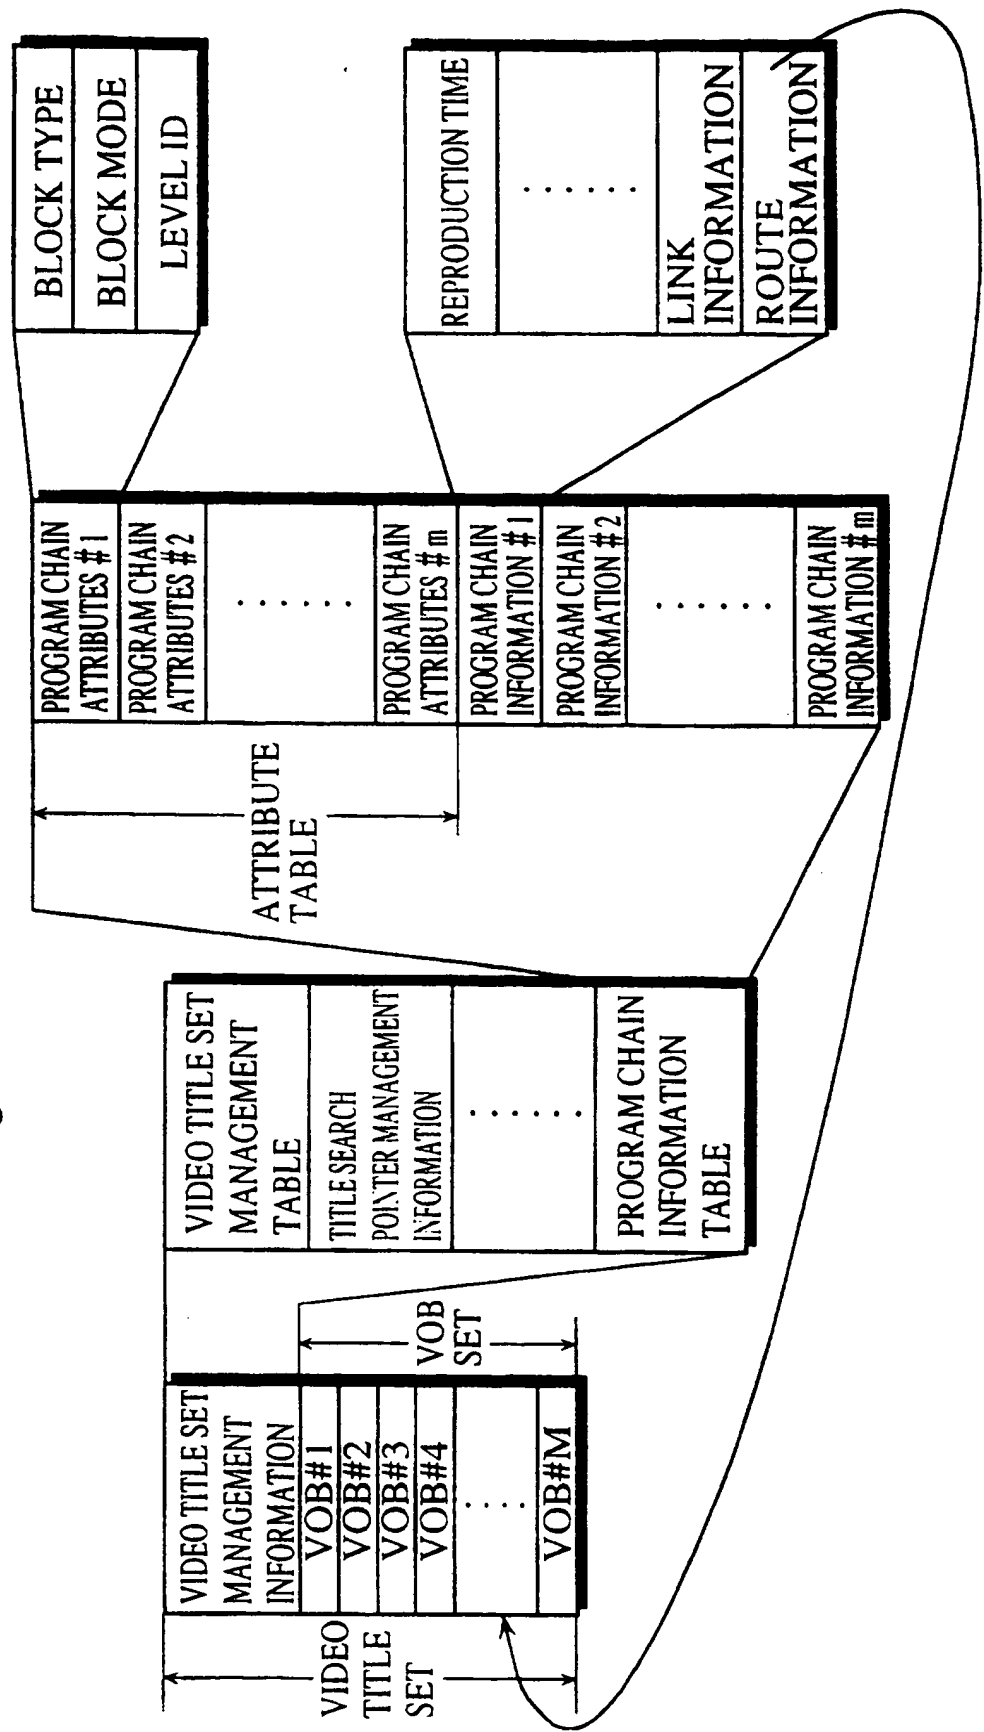 VIDEO
TITLE
SET
VIDEO TITLE SET
MANAGEMENT
INFORMATION
VOB#1
VOB#2
VOB#3
VOB#4
. . . .
VOB#M
VOB
SET
VIDEO TITLE SET
MANAGEMENT
TABLE
TITLE SEARCH
POINTER MANAGEMENT
INFORMATION
. . . . . .
PROGRAM CHAIN
INFORMATION
TABLE
ATTRIBUTE
TABLE
PROGRAM CHAIN
ATTRIBUTES #1
PROGRAM CHAIN
ATTRIBUTES #2
. . . . . .
PROGRAM CHAIN
ATTRIBUTES #m
PROGRAM CHAIN
INFORMATION #1
PROGRAM CHAIN
INFORMATION #2
. . . . . .
PROGRAM CHAIN
INFORMATION #m
BLOCK TYPE
BLOCK MODE
LEVEL ID
REPRODUCTION TIME
. . . . . .
LINK
INFORMATION
ROUTE
INFORMATION